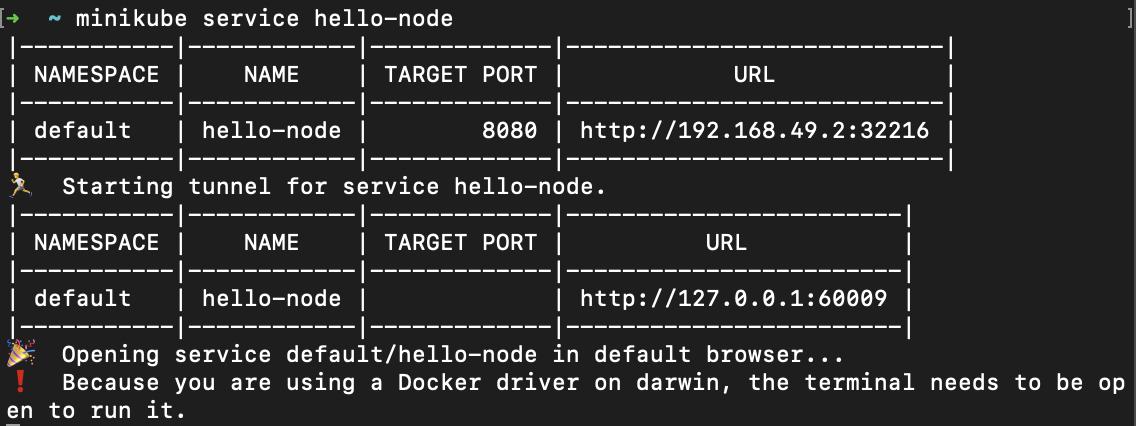 [➜  ~ minikube service hello-node ]
|-----------|------------|-------------|---------------------------|
| NAMESPACE |    NAME    | TARGET PORT |            URL            |
|-----------|------------|-------------|---------------------------|
| default   | hello-node |        8080 | http://192.168.49.2:32216 |
|-----------|------------|-------------|---------------------------|
🏃  Starting tunnel for service hello-node.
|-----------|------------|-------------|------------------------|
| NAMESPACE |    NAME    | TARGET PORT |          URL           |
|-----------|------------|-------------|------------------------|
| default   | hello-node |             | http://127.0.0.1:60009 |
|-----------|------------|-------------|------------------------|
🎉  Opening service default/hello-node in default browser...
❗  Because you are using a Docker driver on darwin, the terminal needs to be op
en to run it.